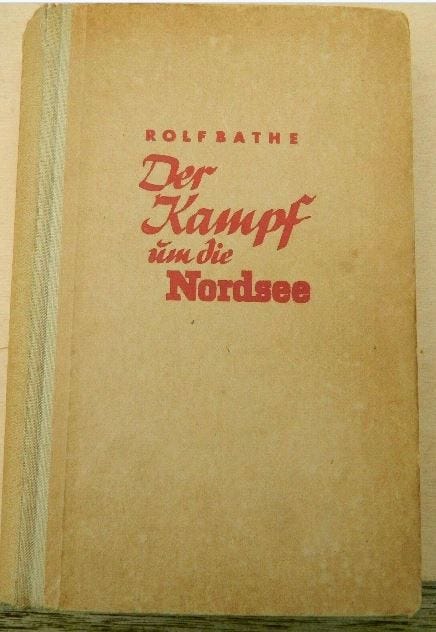 ROLF BATHE
Der
Kampf
um die
Nordsee